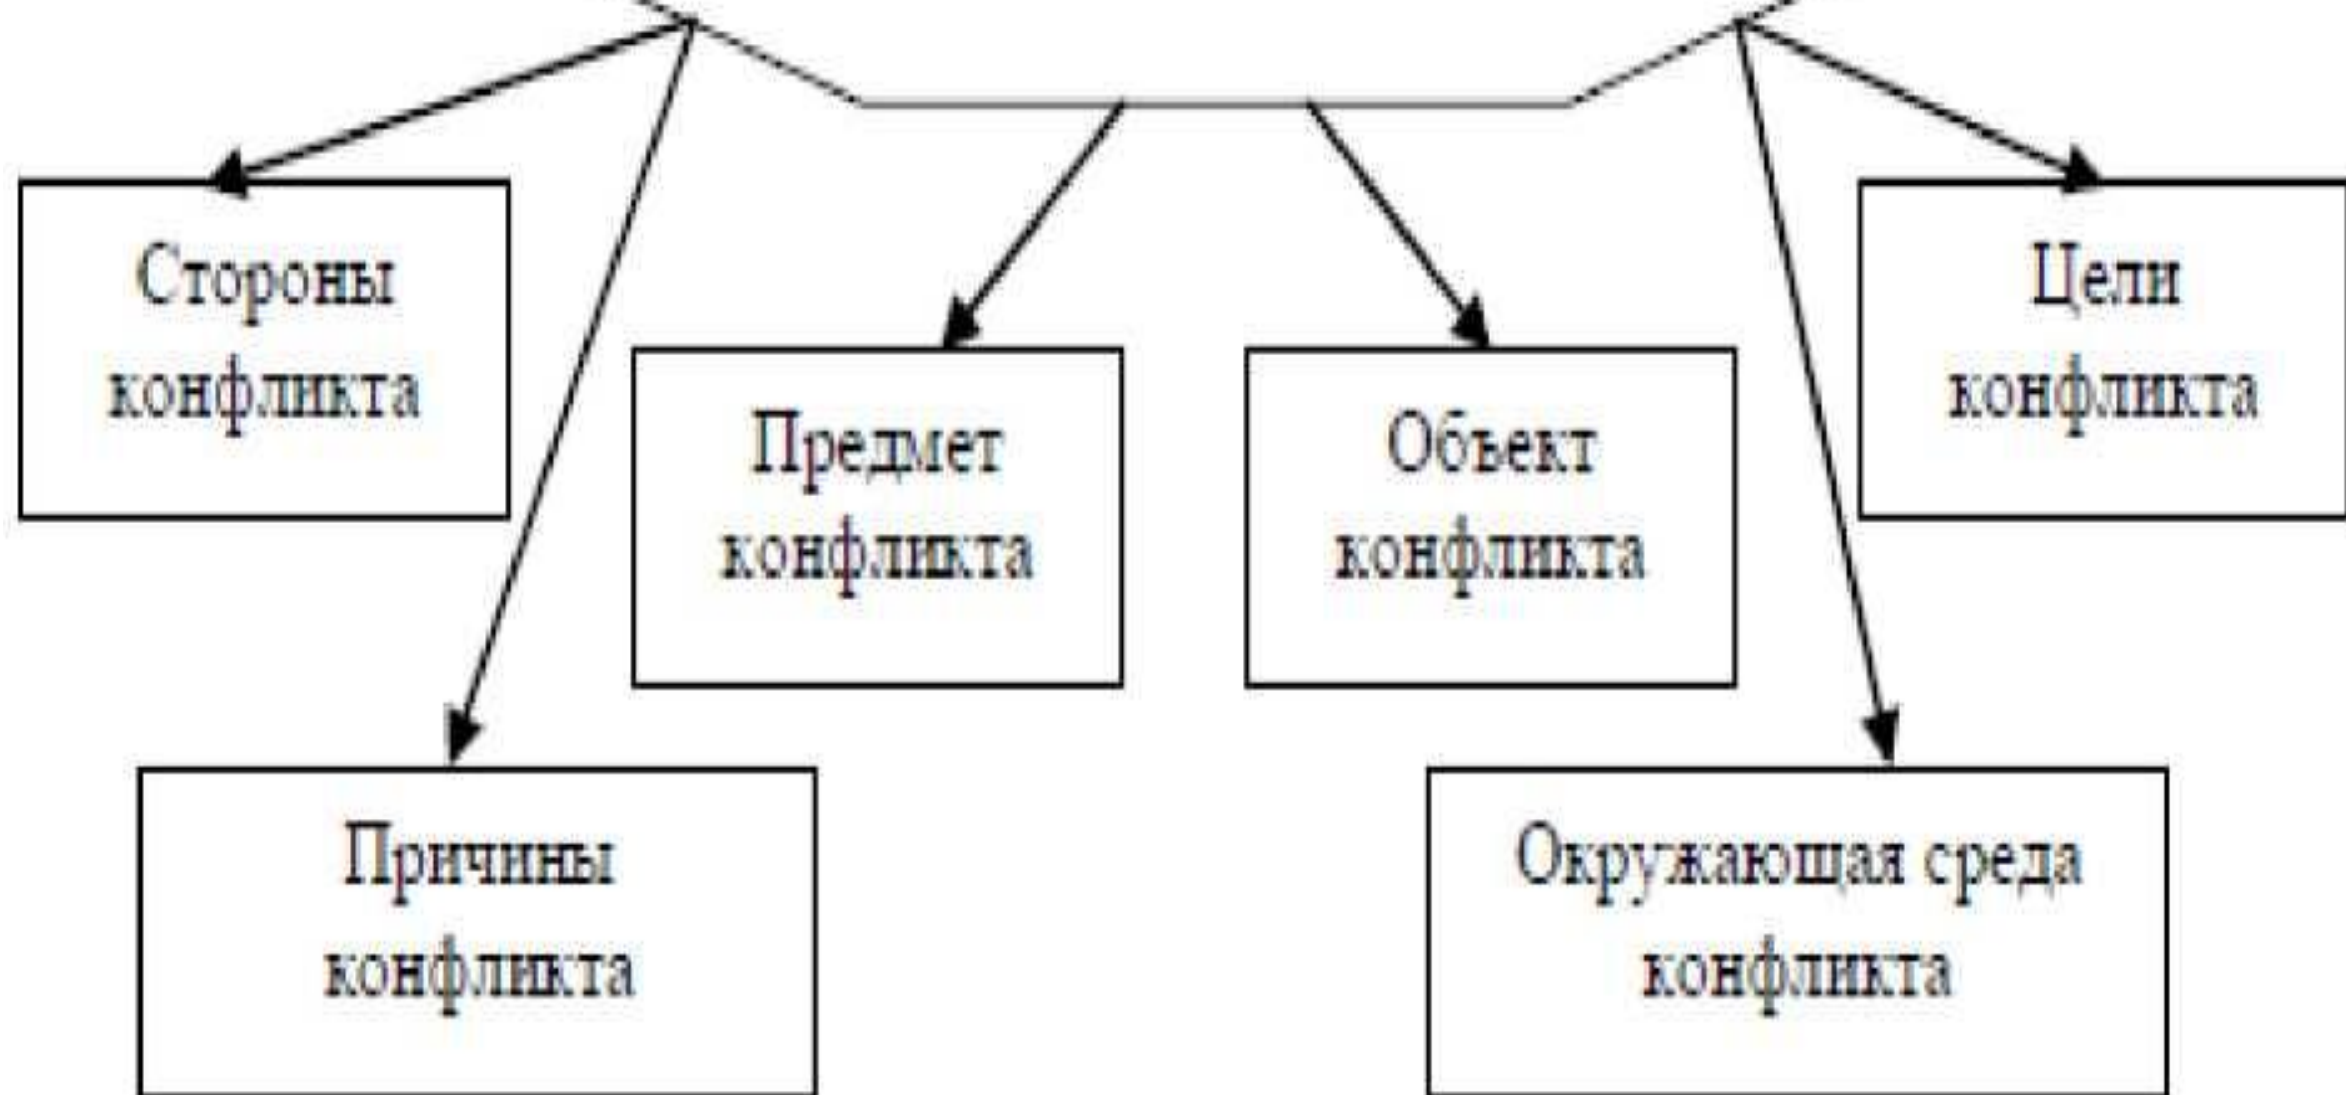 Стороны
конфликта
Предмет
конфликта
Объект
конфликта
Цели
конфликта
Причины
конфликта
Окружающая среда
конфликта